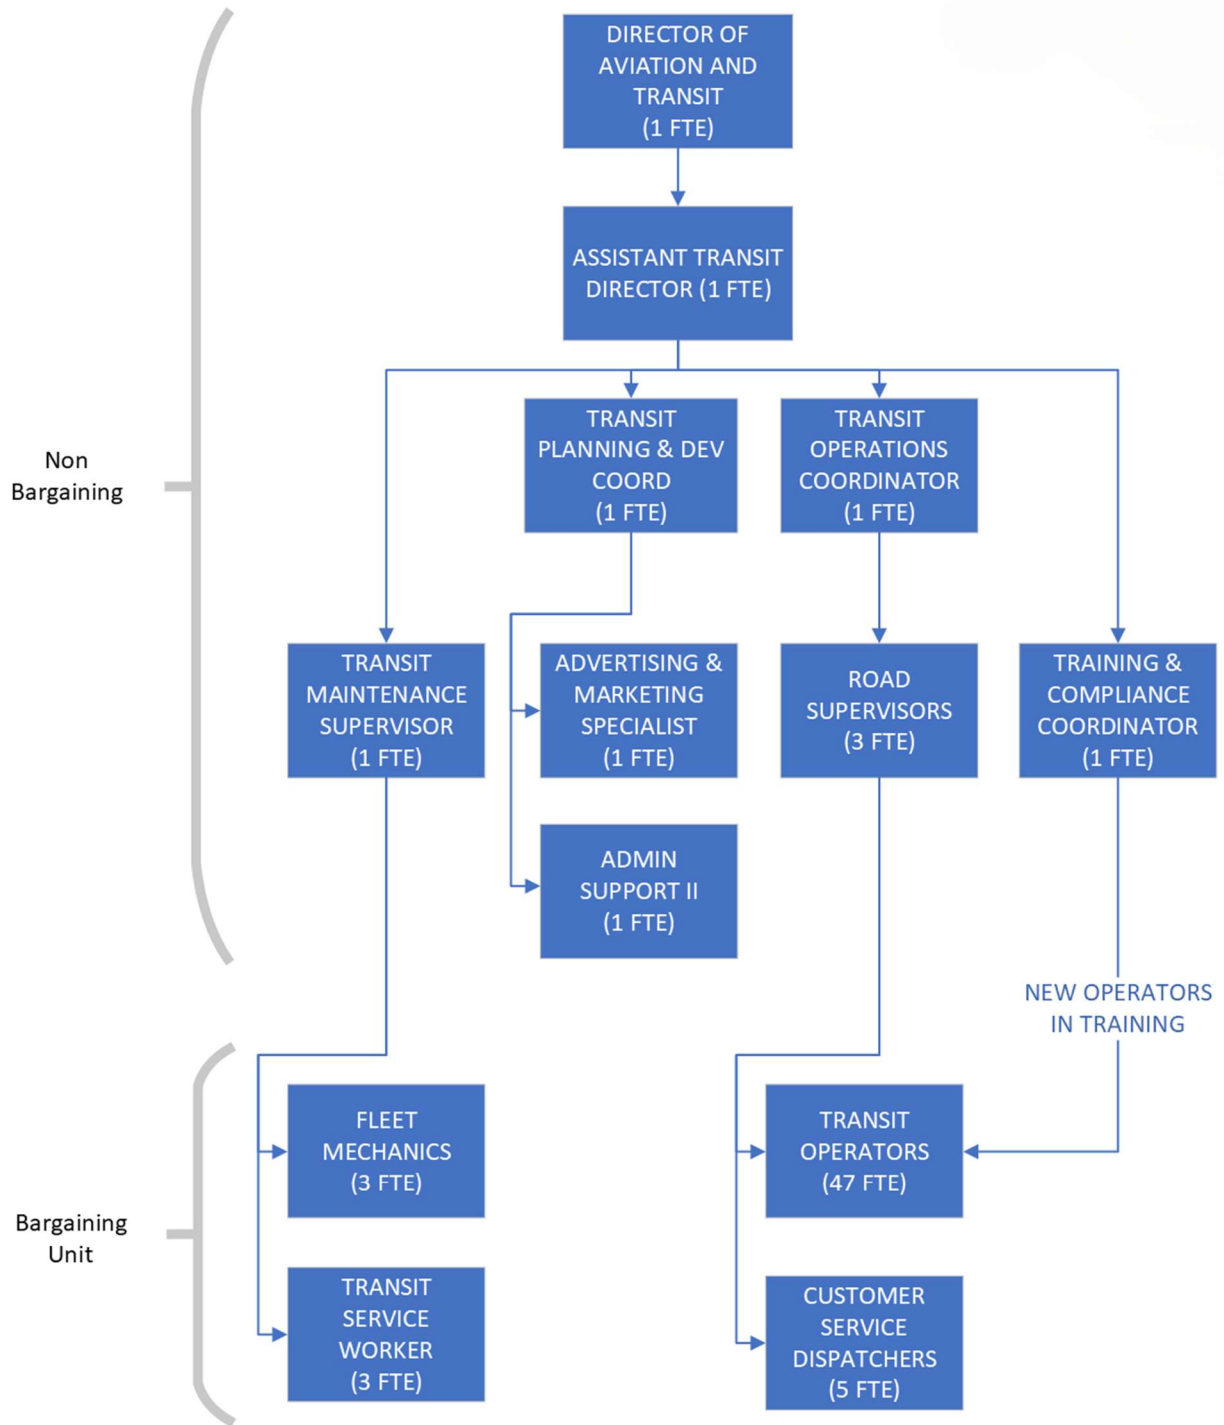 DIRECTOR OF
AVIATION AND
TRANSIT
(1 FTE)
ASSISTANT TRANSIT
DIRECTOR (1 FTE)
Non
Bargaining
TRANSIT
PLANNING & DEV
COORD
(1 FTE)
TRANSIT
OPERATIONS
COORDINATOR
(1 FTE)
TRANSIT
MAINTENANCE
SUPERVISOR
(1 FTE)
ADVERTISING &
MARKETING
SPECIALIST
(1 FTE)
ROAD
SUPERVISORS
(3 FTE)
TRAINING &
COMPLIANCE
COORDINATOR
(1 FTE)
ADMIN
SUPPORT II
(1 FTE)
NEW OPERATORS
IN TRAINING
Bargaining
Unit
FLEET
MECHANICS
(3 FTE)
TRANSIT
OPERATORS
(47 FTE)
TRANSIT
SERVICE
WORKER
(3 FTE)
CUSTOMER
SERVICE
DISPATCHERS
(5 FTE)